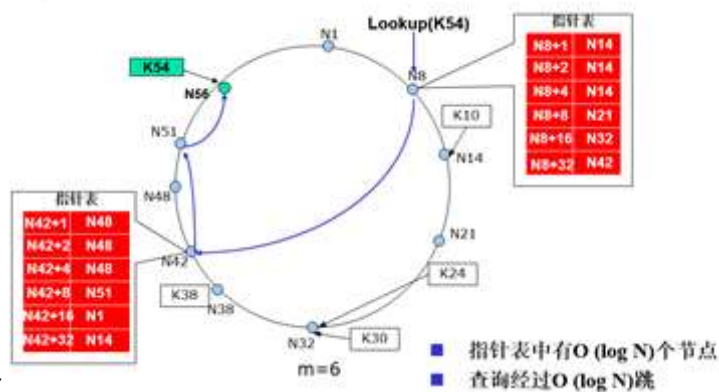 Lookup(K54)
指针表
N8+1 N14
N8+2 N14
N8+4 N14
N8+8 N21
N8+16 N32
N8+32 N42
N1
N8
K54
N56
K10
N51
N14
N48
指针表
N42+1 N48
N42+2 N48
N42+4 N48
N42+8 N51
N42+16 N1
N42+32 N14
N21
N42
K24
K38
N38
N32
K30
m=6
指针表中有O (log N)个节点
查询经过O (log N)跳